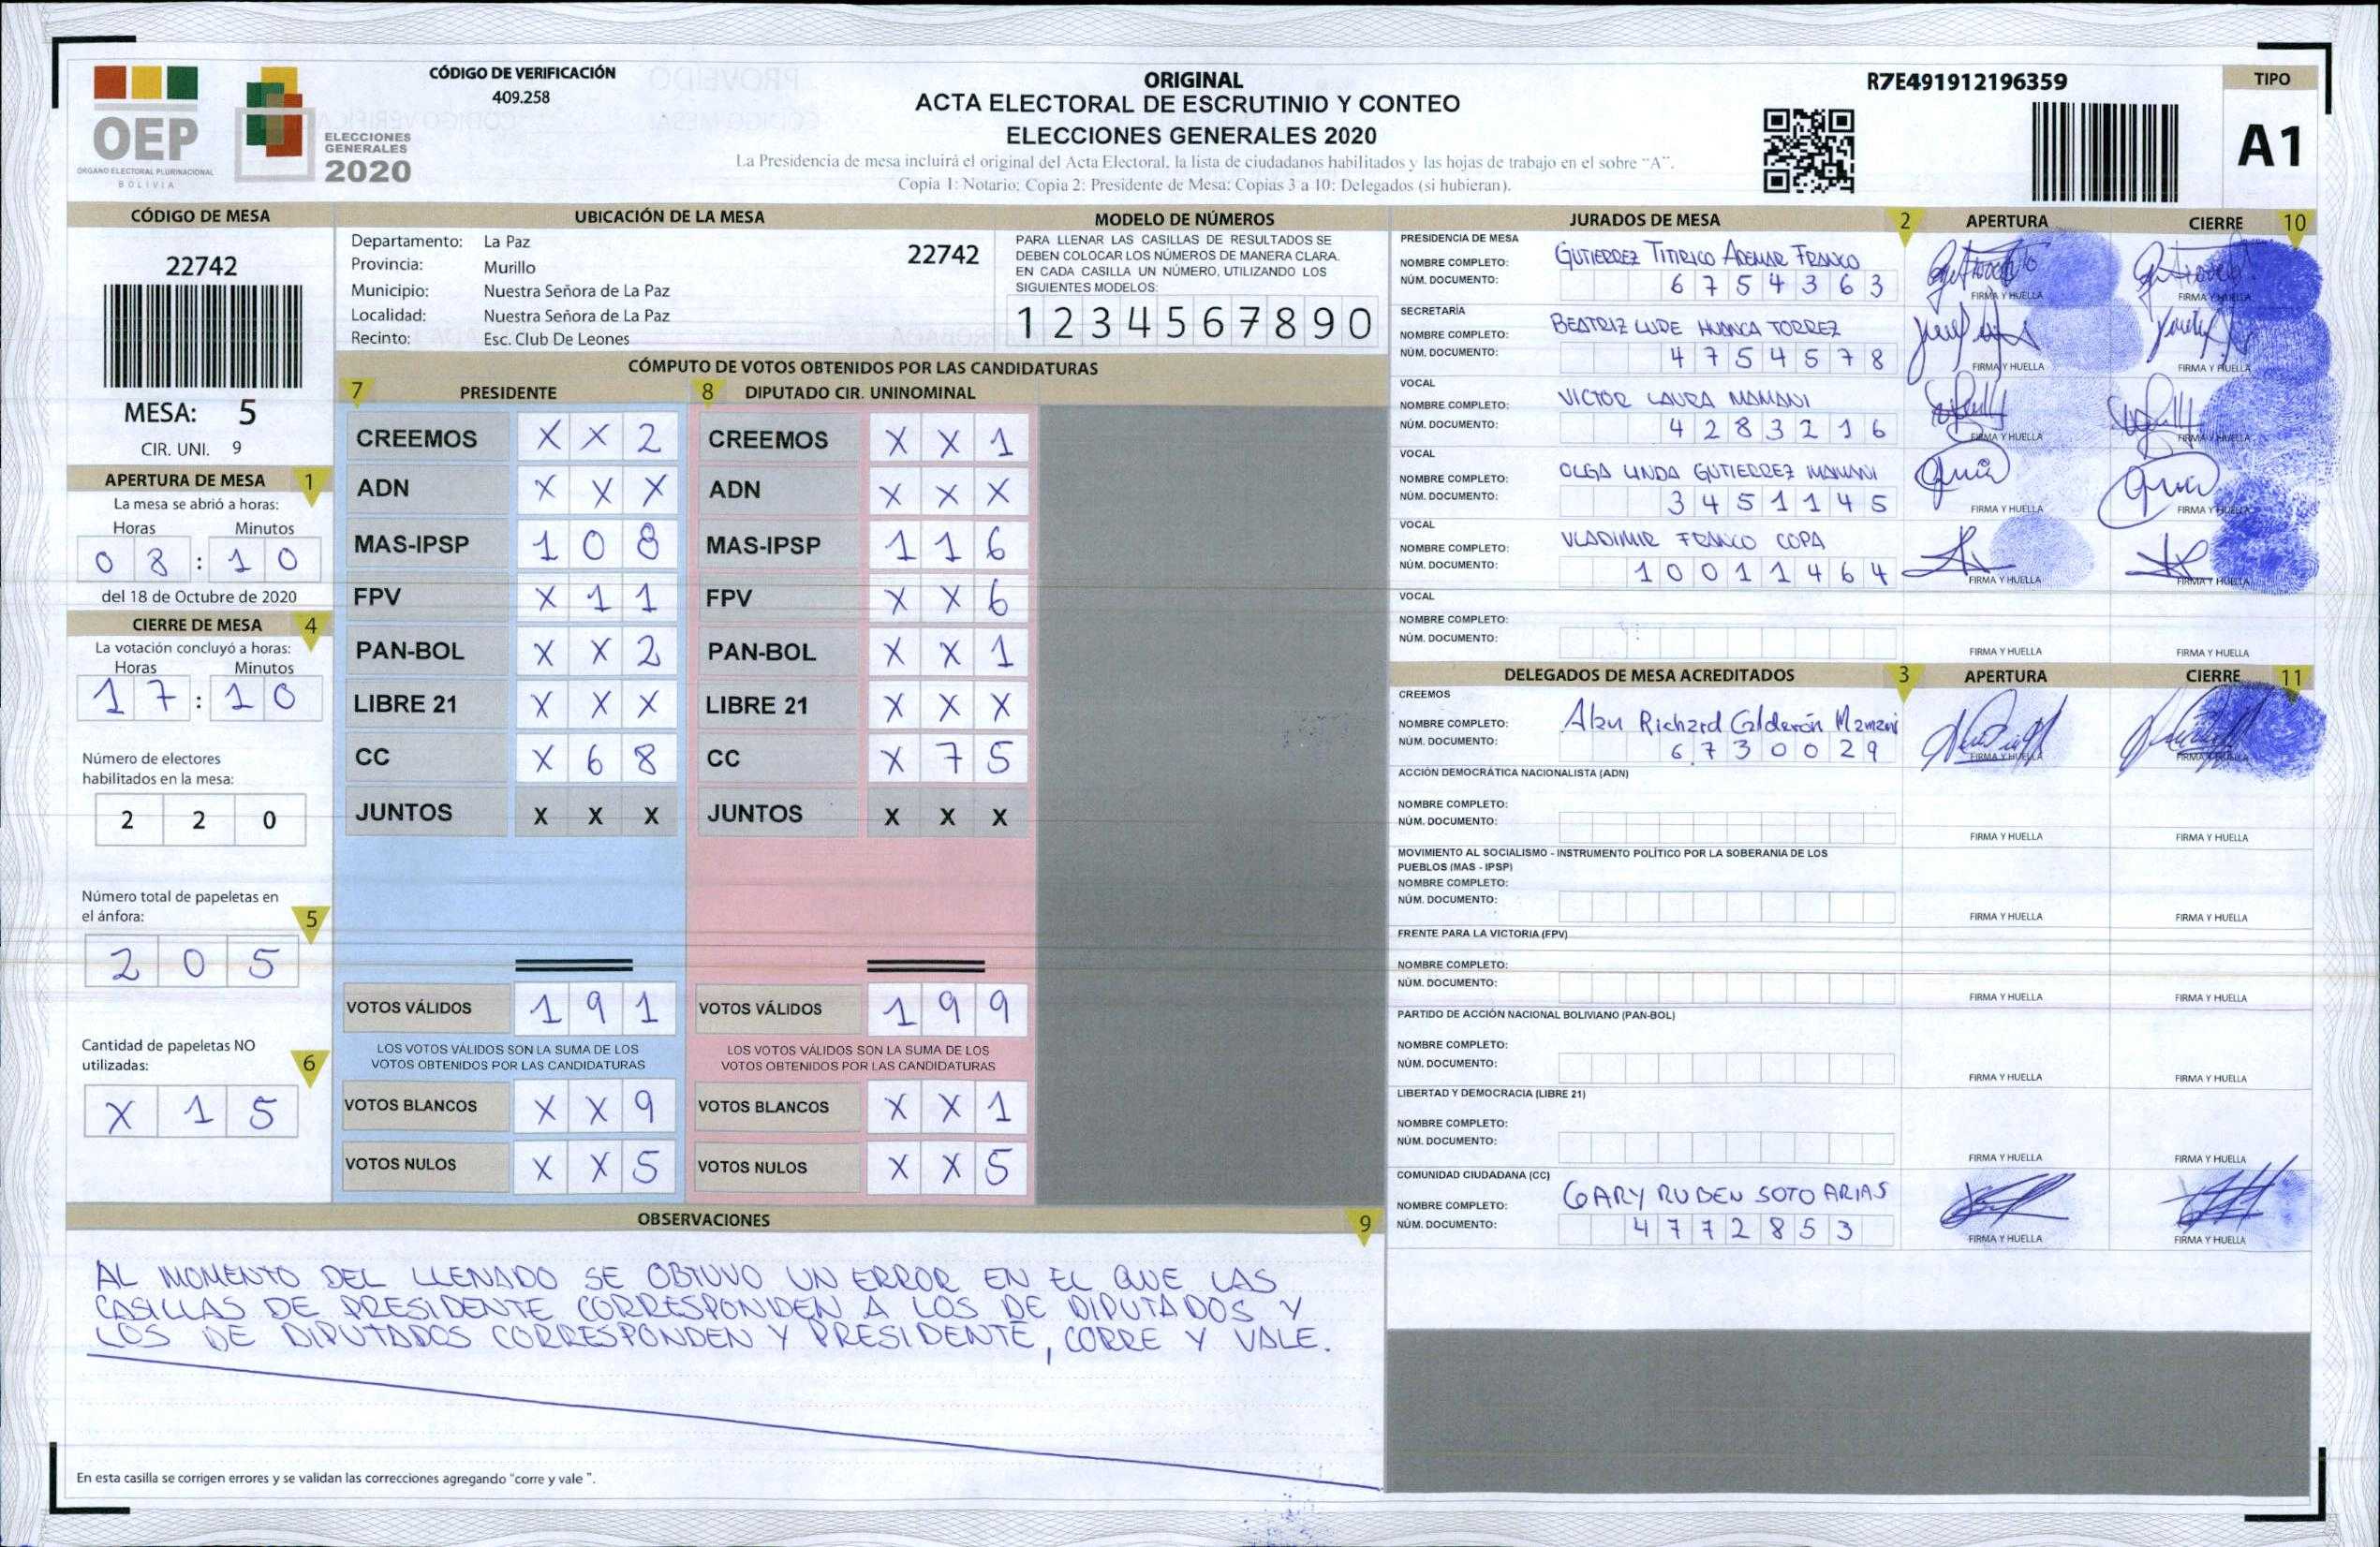 CÓDIGO DE VERIFICACIÓN
409.258
OEP
ÓRGANO ELECTORAL PLURINACIONAL
BOLIVIA
ELECCIONES
GENERALES
2020
ORIGINAL
ACTA ELECTORAL DE ESCRUTINIO Y CONTEO
ELECCIONES GENERALES 2020
La Presidencia de mesa incluirá el original del Acta Electoral, la lista de ciudadanos habilitados y las hojas de trabajo en el sobre "A".
Copia 1: Notario; Copia 2: Presidente de Mesa; Copias 3 a 10: Delegados (si hubieran).
R7E491912196359
TIPO
A1
CÓDIGO DE MESA
22742
MESA: 5
CIR. UNI. 9
APERTURA DE MESA 1
La mesa se abrió a horas:
Horas Minutos
0 8 : 1 0
del 18 de Octubre de 2020
CIERRE DE MESA 4
La votación concluyó a horas:
Horas Minutos
1 7 : 1 0
Número de electores
habilitados en la mesa:
2 2 0
Número total de papeletas en
el ánfora: 5
2 0 5
Cantidad de papeletas NO
utilizadas: 6
X 1 5
UBICACIÓN DE LA MESA
Departamento: La Paz 22742
Provincia: Murillo
Municipio: Nuestra Señora de La Paz
Localidad: Nuestra Señora de La Paz
Recinto: Esc. Club De Leones
MODELO DE NÚMEROS
PARA LLENAR LAS CASILLAS DE RESULTADOS SE
DEBEN COLOCAR LOS NÚMEROS DE MANERA CLARA.
EN CADA CASILLA UN NÚMERO, UTILIZANDO LOS
SIGUIENTES MODELOS:
1 2 3 4 5 6 7 8 9 0
CÓMPUTO DE VOTOS OBTENIDOS POR LAS CANDIDATURAS
7 PRESIDENTE 8 DIPUTADO CIR. UNINOMINAL
CREEMOS X X 2 CREEMOS X X 1
ADN X X X ADN X X X
MAS-IPSP 1 0 8 MAS-IPSP 1 1 6
FPV X 1 1 FPV X X 6
PAN-BOL X X 2 PAN-BOL X X 1
LIBRE 21 X X X LIBRE 21 X X X
CC X 6 8 CC X 7 5
JUNTOS X X X JUNTOS X X X
VOTOS VÁLIDOS 1 9 1 VOTOS VÁLIDOS 1 9 9
LOS VOTOS VÁLIDOS SON LA SUMA DE LOS LOS VOTOS VÁLIDOS SON LA SUMA DE LOS
VOTOS OBTENIDOS POR LAS CANDIDATURAS VOTOS OBTENIDOS POR LAS CANDIDATURAS
VOTOS BLANCOS X X 9 VOTOS BLANCOS X X 1
VOTOS NULOS X X 5 VOTOS NULOS X X 5
OBSERVACIONES 9
AL MOMENTO DEL LLENADO SE OBTUVO UN ERROR EN EL QUE LAS
CASILLAS DE PRESIDENTE CORRESPONDEN A LOS DE DIPUTADOS Y
LOS DE DIPUTADOS CORRESPONDEN Y PRESIDENTE, CORRE Y VALE.
En esta casilla se corrigen errores y se validan las correcciones agregando "corre y vale ".
JURADOS DE MESA 2 APERTURA CIERRE 10
PRESIDENCIA DE MESA
NOMBRE COMPLETO: GUTIERREZ TITIRICO ADEMAR FRANCO
NÚM. DOCUMENTO: 6 7 5 4 3 6 3 FIRMA Y HUELLA FIRMA Y HUELLA
SECRETARÍA
NOMBRE COMPLETO: BEATRIZ LUPE HUANCA TORREZ
NÚM. DOCUMENTO: 4 7 5 4 5 7 8 FIRMA Y HUELLA FIRMA Y HUELLA
VOCAL
NOMBRE COMPLETO: VICTOR LAURA MAMANI
NÚM. DOCUMENTO: 4 2 8 3 2 1 6 FIRMA Y HUELLA FIRMA Y HUELLA
VOCAL
NOMBRE COMPLETO: OLGA LINDA GUTIERREZ MAMANI
NÚM. DOCUMENTO: 3 4 5 1 1 4 5 FIRMA Y HUELLA FIRMA Y HUELLA
VOCAL
NOMBRE COMPLETO: VLADIMIR FRANCO COPA
NÚM. DOCUMENTO: 1 0 0 1 1 4 6 4 FIRMA Y HUELLA FIRMA Y HUELLA
VOCAL
NOMBRE COMPLETO:
NÚM. DOCUMENTO: FIRMA Y HUELLA FIRMA Y HUELLA
DELEGADOS DE MESA ACREDITADOS 3 APERTURA CIERRE 11
CREEMOS
NOMBRE COMPLETO: Alan Richard Calderón Mamani
NÚM. DOCUMENTO: 6 7 3 0 0 2 9 FIRMA Y HUELLA FIRMA Y HUELLA
ACCIÓN DEMOCRÁTICA NACIONALISTA (ADN)
NOMBRE COMPLETO:
NÚM. DOCUMENTO: FIRMA Y HUELLA FIRMA Y HUELLA
MOVIMIENTO AL SOCIALISMO - INSTRUMENTO POLÍTICO POR LA SOBERANIA DE LOS
PUEBLOS (MAS - IPSP)
NOMBRE COMPLETO:
NÚM. DOCUMENTO: FIRMA Y HUELLA FIRMA Y HUELLA
FRENTE PARA LA VICTORIA (FPV)
NOMBRE COMPLETO:
NÚM. DOCUMENTO: FIRMA Y HUELLA FIRMA Y HUELLA
PARTIDO DE ACCIÓN NACIONAL BOLIVIANO (PAN-BOL)
NOMBRE COMPLETO:
NÚM. DOCUMENTO: FIRMA Y HUELLA FIRMA Y HUELLA
LIBERTAD Y DEMOCRACIA (LIBRE 21)
NOMBRE COMPLETO:
NÚM. DOCUMENTO: FIRMA Y HUELLA FIRMA Y HUELLA
COMUNIDAD CIUDADANA (CC)
NOMBRE COMPLETO: GARY RUBEN SOTO ARIAS
NÚM. DOCUMENTO: 4 7 7 2 8 5 3 FIRMA Y HUELLA FIRMA Y HUELLA